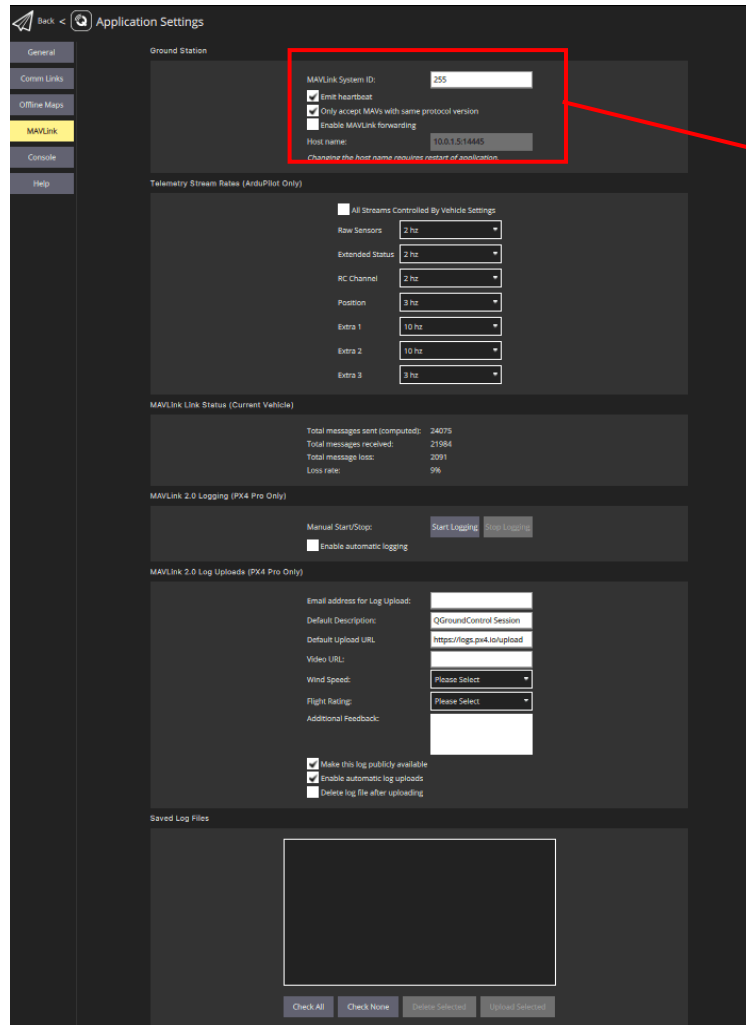 Back < Application Settings
General
Comm Links
Offline Maps
MAVLink
Console
Help
Ground Station
MAVLink System ID: 255
Emit heartbeat
Only accept MAVs with same protocol version
Enable MAVLink forwarding
Host name: 10.0.1.5:14445
Changing the host name requires restart of application.
Telemetry Stream Rates (ArduPilot Only)
All Streams Controlled By Vehicle Settings
Raw Sensors 2 hz
Extended Status 2 hz
RC Channel 2 hz
Position 3 hz
Extra 1 10 hz
Extra 2 10 hz
Extra 3 3 hz
MAVLink Link Status (Current Vehicle)
Total messages sent (computed): 24075
Total messages received: 21984
Total message loss: 2091
Loss rate: 9%
MAVLink 2.0 Logging (PX4 Pro Only)
Manual Start/Stop: Start Logging Stop Logging
Enable automatic logging
MAVLink 2.0 Log Uploads (PX4 Pro Only)
Email address for Log Upload:
Default Description: QGroundControl Session
Default Upload URL https://logs.px4.io/upload
Video URL:
Wind Speed: Please Select
Flight Rating: Please Select
Additional Feedback:
Make this log publicly available
Enable automatic log uploads
Delete log file after uploading
Saved Log Files
Check All Check None Delete Selected Upload Selected